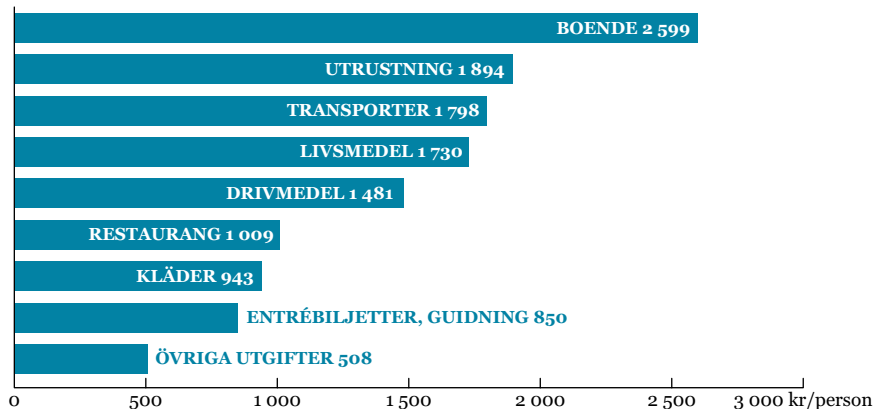 BOENDE 2 599
UTRUSTNING 1 894
TRANSPORTER 1 798
LIVSMEDEL 1 730
DRIVMEDEL 1 481
RESTAURANG 1 009
KLÄDER 943
ENTRÉBILJETTER, GUIDNING 850
ÖVRIGA UTGIFTER 508
0 500 1 000 1 500 2 000 2 500 3 000 kr/person